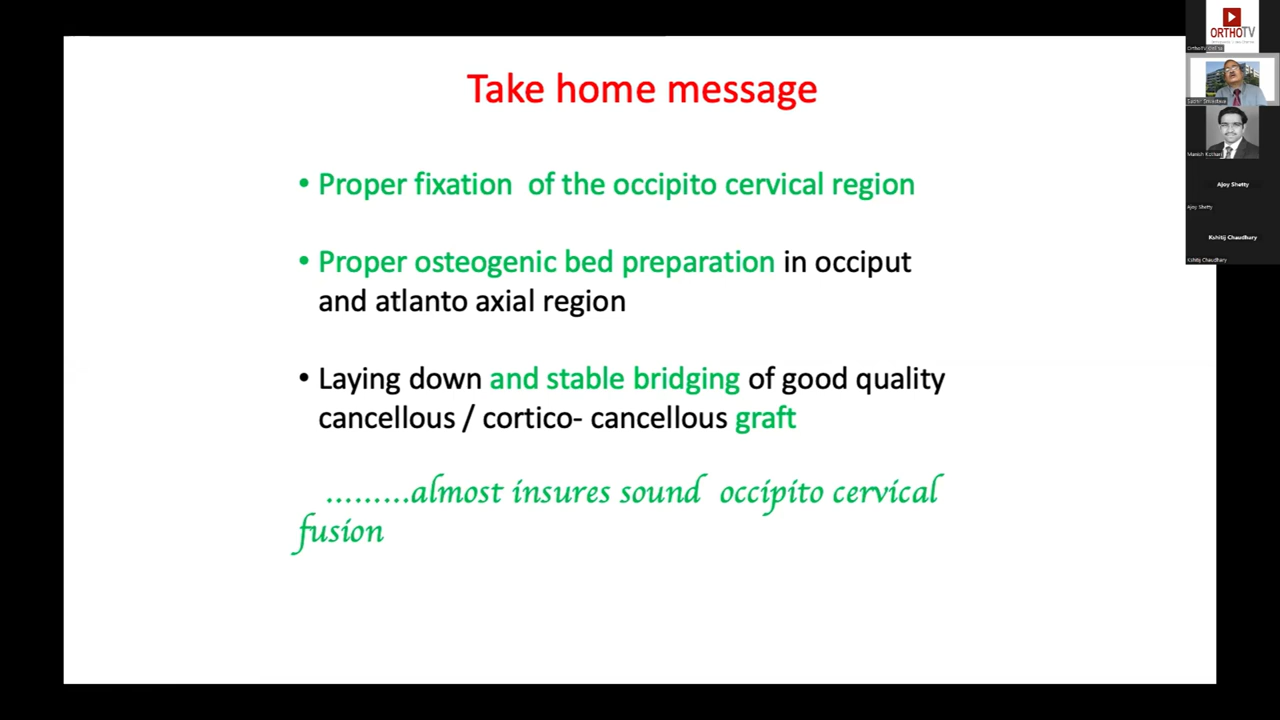 Take home message
• Proper fixation of the occipito cervical region
• Proper osteogenic bed preparation in occiput
and atlanto axial region
• Laying down and stable bridging of good quality
cancellous / cortico- cancellous graft
.........almost insures sound occipito cervical
fusion
ORTHOTV
Manish Kothari
Ajoy Shetty
Ajoy Shetty
Kshitij Chaudhary
Kshitij Chaudhary